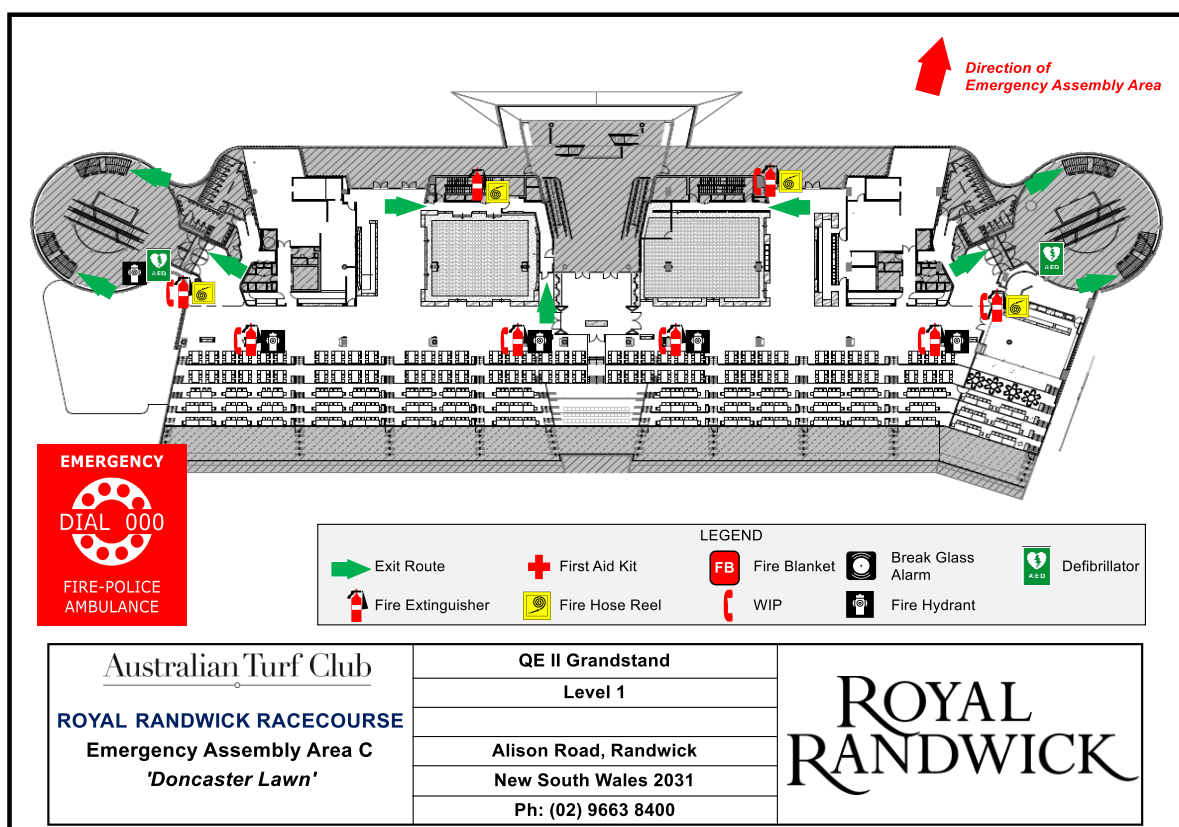 Direction of
Emergency Assembly Area
AED
AED
EMERGENCY
DIAL 000
FIRE-POLICE
AMBULANCE
LEGEND
Exit Route
First Aid Kit
FB
Fire Blanket
Break Glass
Alarm
AED
Defibrillator
Fire Extinguisher
Fire Hose Reel
WIP
Fire Hydrant
Australian Turf Club
ROYAL RANDWICK RACECOURSE
Emergency Assembly Area C
'Doncaster Lawn'
QE II Grandstand
Level 1
Alison Road, Randwick
New South Wales 2031
Ph: (02) 9663 8400
ROYAL
RANDWICK